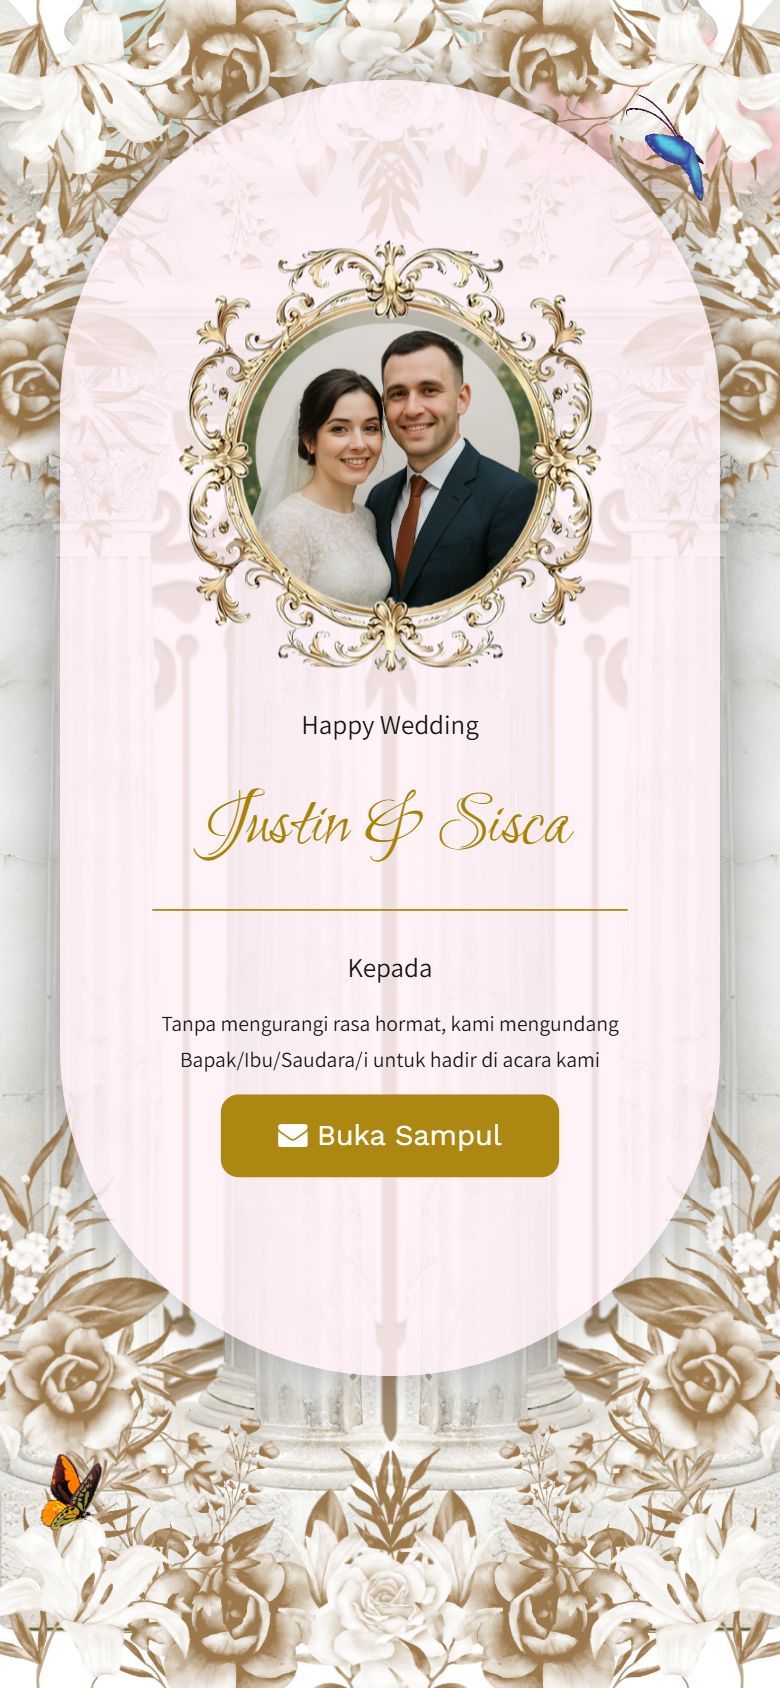 Happy Wedding
Justin & Sisca
Kepada
Tanpa mengurangi rasa hormat, kami mengundang
Bapak/Ibu/Saudara/i untuk hadir di acara kami
Buka Sampul